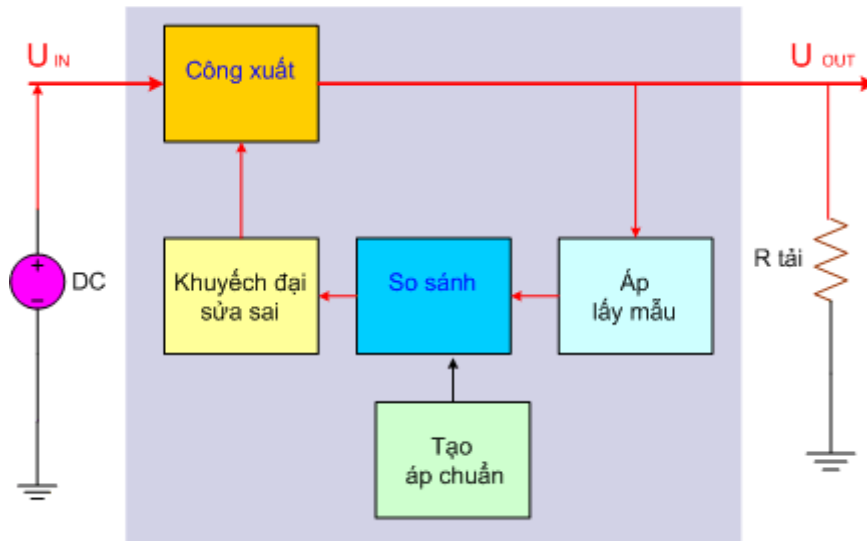 U IN
Công xuất
U OUT
DC
Khuyếch đại
sửa sai
So sánh
Áp
lấy mẫu
R tải
Tạo
áp chuẩn